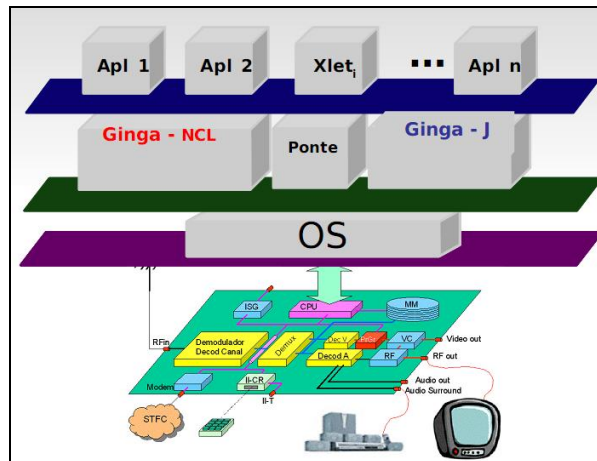 Apl 1 Apl 2 Xlet i ... Apl n
Ginga - NCL Ponte Ginga - J
OS
ISG CPU MM
RFin Demodulador Decod Canal Demux Dec V VC Video out
Decod A RF RF out
Modem II-CR Audio out
II-T Audio Surround
STFC